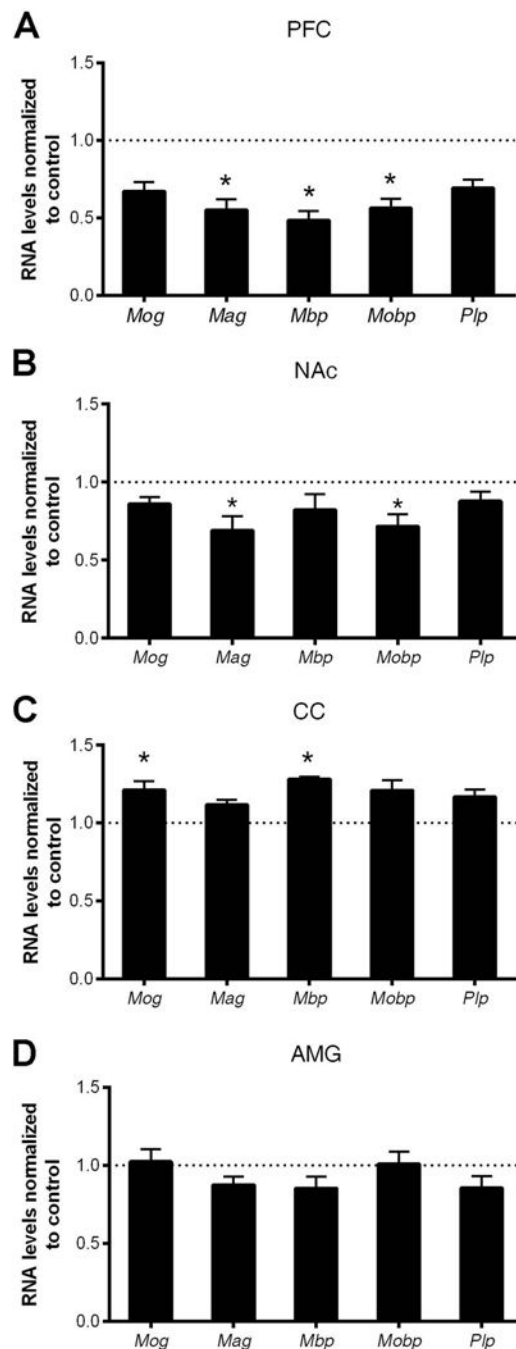 A
PFC
RNA levels normalized
to control
1.5
1.0
0.5
0.0
*
*
*
Mog Mag Mbp Mobp Plp
B
NAc
RNA levels normalized
to control
1.5
1.0
0.5
0.0
*
*
Mog Mag Mbp Mobp Plp
C
CC
RNA levels normalized
to control
1.5
1.0
0.5
0.0
*
*
Mog Mag Mbp Mobp Plp
D
AMG
RNA levels normalized
to control
1.5
1.0
0.5
0.0
Mog Mag Mbp Mobp Plp